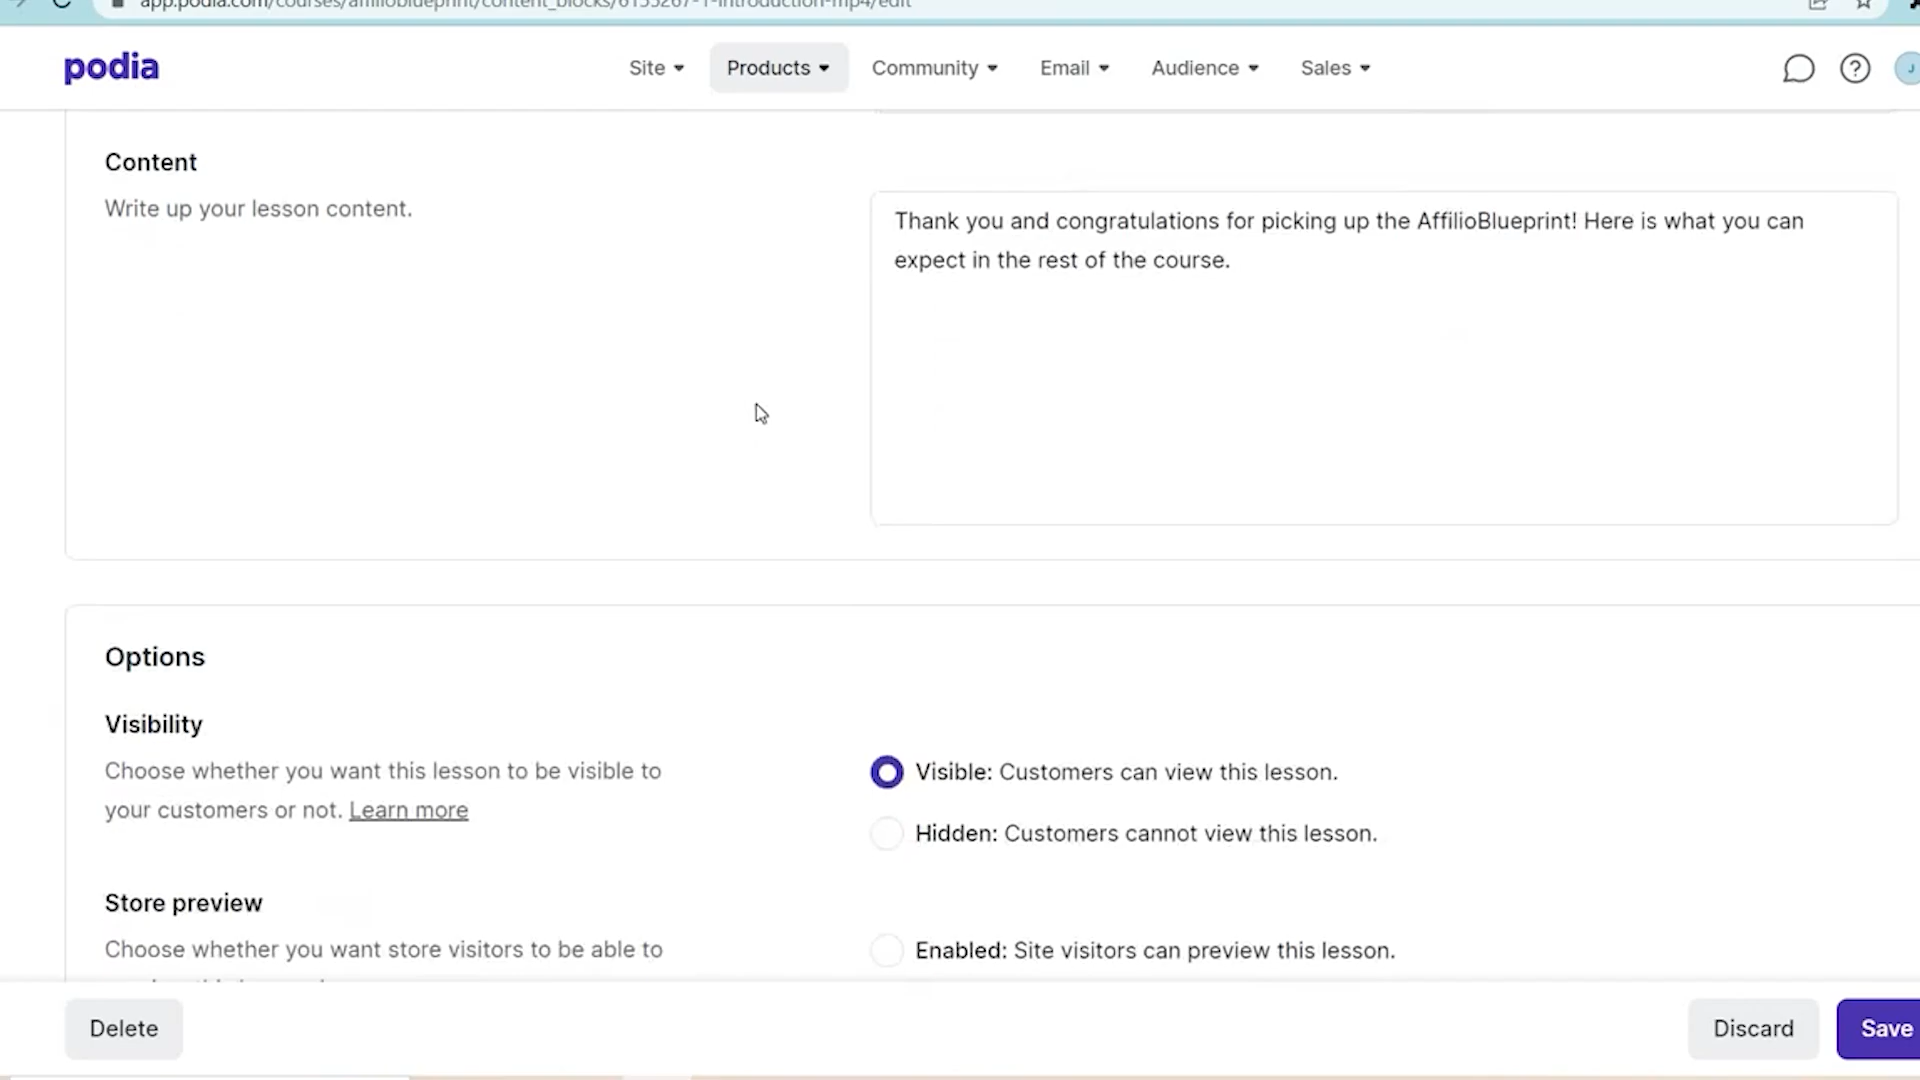 app.podia.com/courses/affilioblueprint/content_blocks/6155267-1-introduction-mp4/edit
podia
Site
Products
Community
Email
Audience
Sales
?
J
Content
Write up your lesson content.
Thank you and congratulations for picking up the AffilioBlueprint! Here is what you can
expect in the rest of the course.
Options
Visibility
Choose whether you want this lesson to be visible to
your customers or not. Learn more
Visible: Customers can view this lesson.
Hidden: Customers cannot view this lesson.
Store preview
Choose whether you want store visitors to be able to
Enabled: Site visitors can preview this lesson.
Delete
Discard
Save